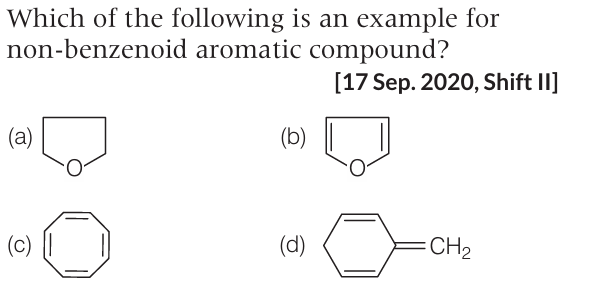 Which of the following is an example for
non-benzenoid aromatic compound?
[17 Sep. 2020, Shift II]
(a) O (b) O
(c) (d) CH₂